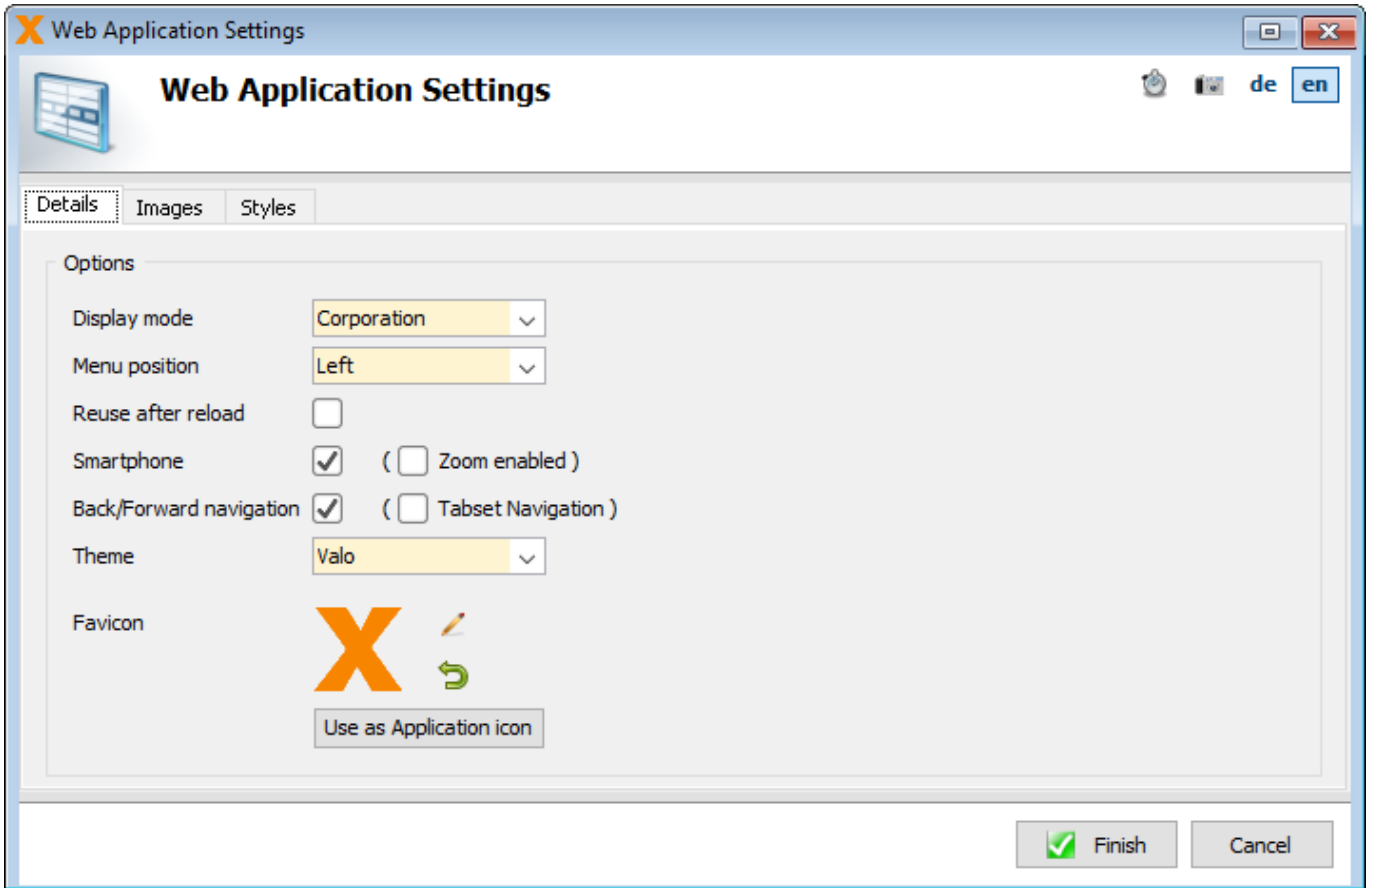 Web Application Settings
Web Application Settings
de en
Details Images Styles
Options
Display mode Corporation
Menu position Left
Reuse after reload
Smartphone ( Zoom enabled )
Back/Forward navigation ( Tabset Navigation )
Theme Valo
Favicon
Use as Application icon
Finish Cancel